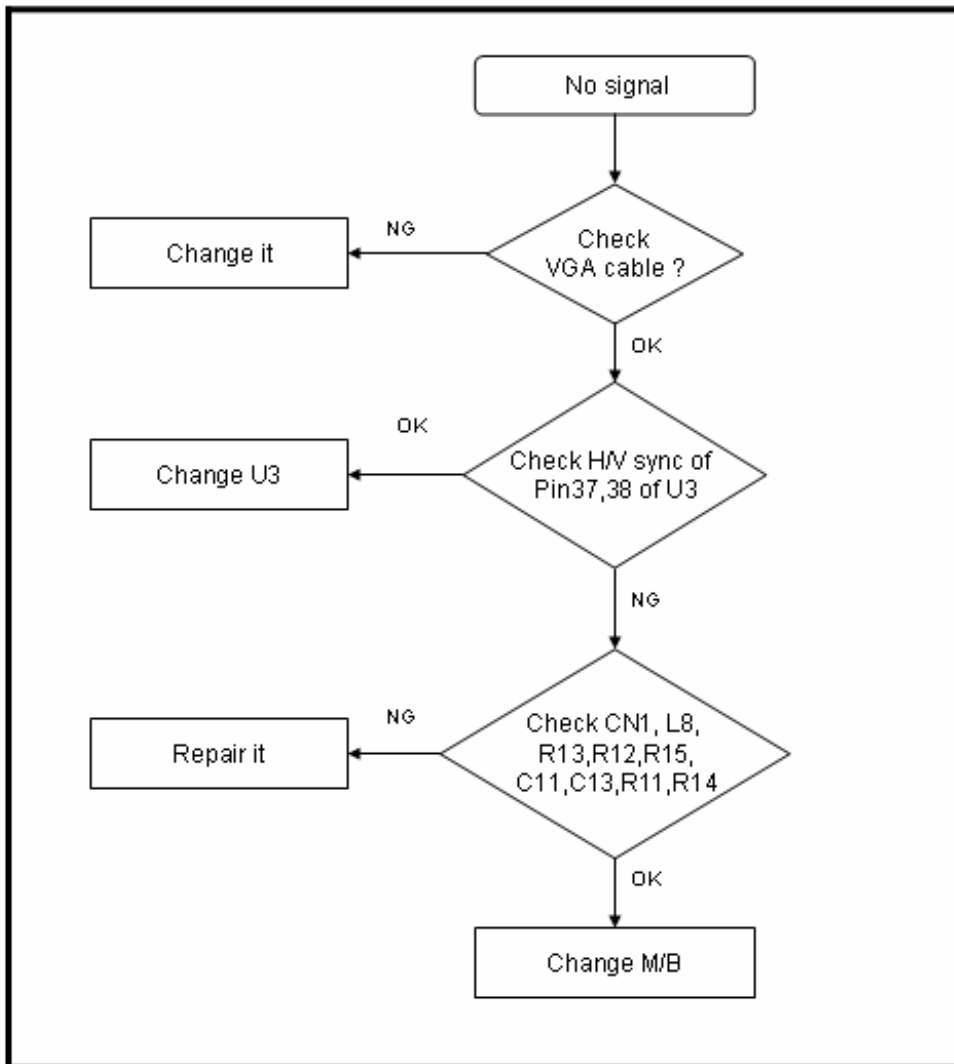 No signal
NG
Change it
Check
VGA cable ?
OK
OK
Change U3
Check H/V sync of
Pin37,38 of U3
NG
NG
Repair it
Check CN1, L8,
R13,R12,R15,
C11,C13,R11,R14
OK
Change M/B